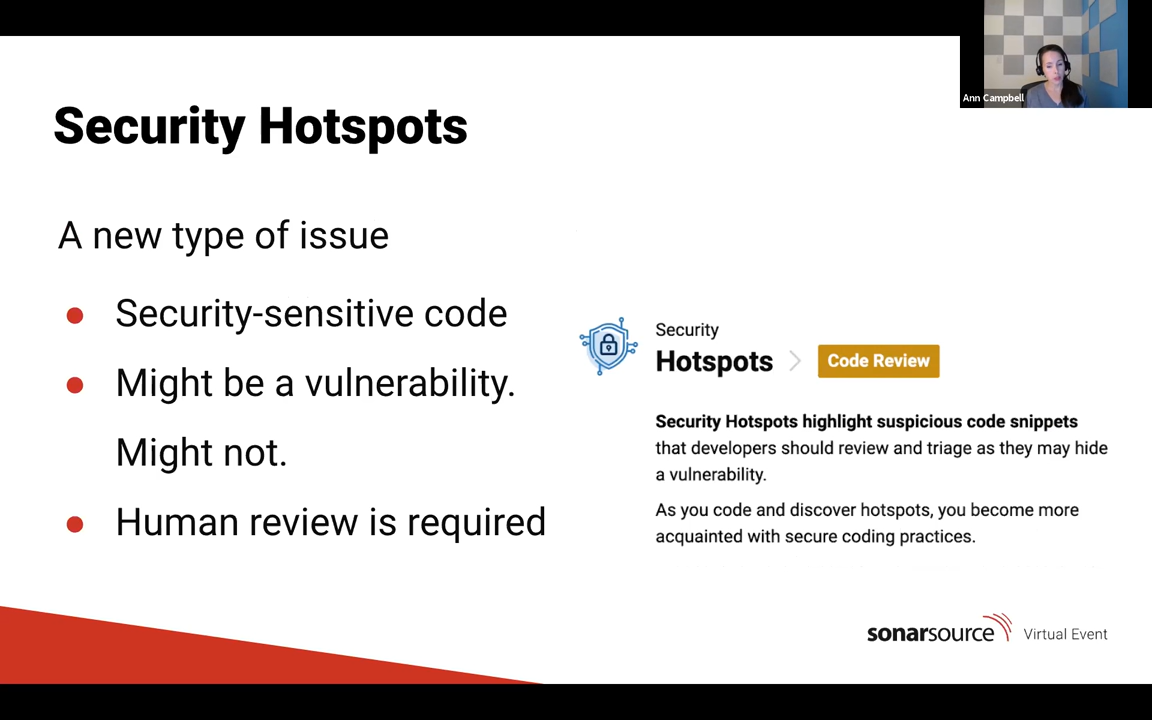 Ann Campbell
Security Hotspots
A new type of issue
● Security-sensitive code
● Might be a vulnerability.
Might not.
● Human review is required
Security
Hotspots > Code Review
Security Hotspots highlight suspicious code snippets
that developers should review and triage as they may hide
a vulnerability.
As you code and discover hotspots, you become more
acquainted with secure coding practices.
sonarsource Virtual Event